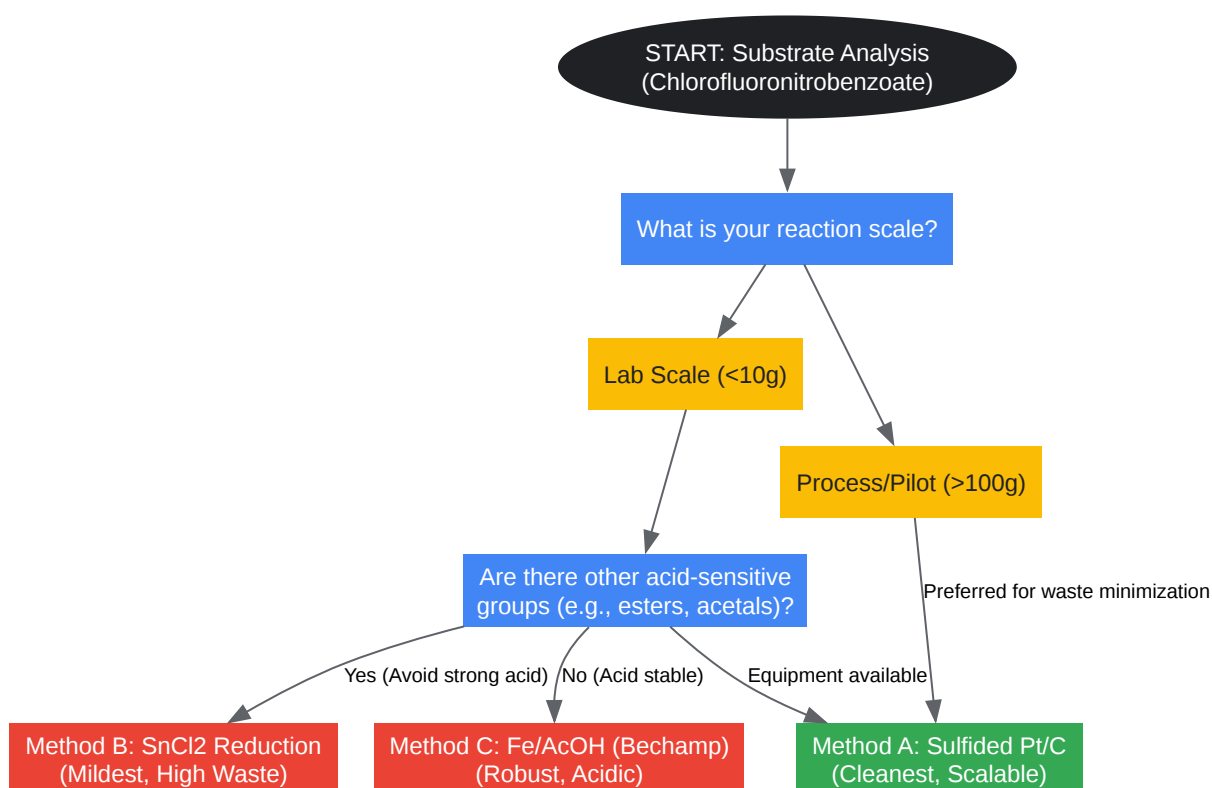 START: Substrate Analysis
(Chlorofluoronitrobenzoate)
What is your reaction scale?
Lab Scale (<10g)
Process/Pilot (>100g)
Are there other acid-sensitive
groups (e.g., esters, acetals)?
Preferred for waste minimization
Yes (Avoid strong acid)
No (Acid stable)
Equipment available
Method B: SnCl2 Reduction
(Mildest, High Waste)
Method C: Fe/AcOH (Bechamp)
(Robust, Acidic)
Method A: Sulfided Pt/C
(Cleanest, Scalable)